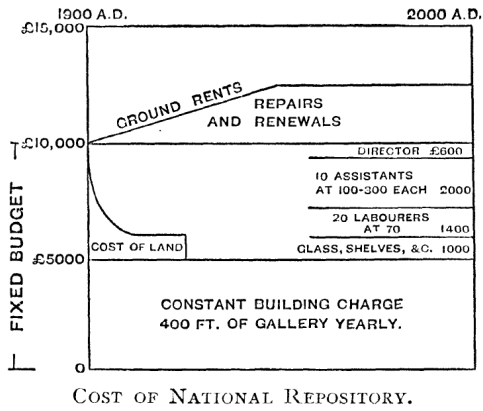 1900 A.D. 2000 A.D.
£15,000
GROUND RENTS
REPAIRS
AND RENEWALS
£10,000
DIRECTOR £600
10 ASSISTANTS
AT 100-300 EACH 2000
20 LABOURERS
AT 70 1400
COST OF LAND
GLASS, SHELVES, &C. 1000
£5000
FIXED BUDGET
CONSTANT BUILDING CHARGE
400 FT. OF GALLERY YEARLY.
0
COST OF NATIONAL REPOSITORY.